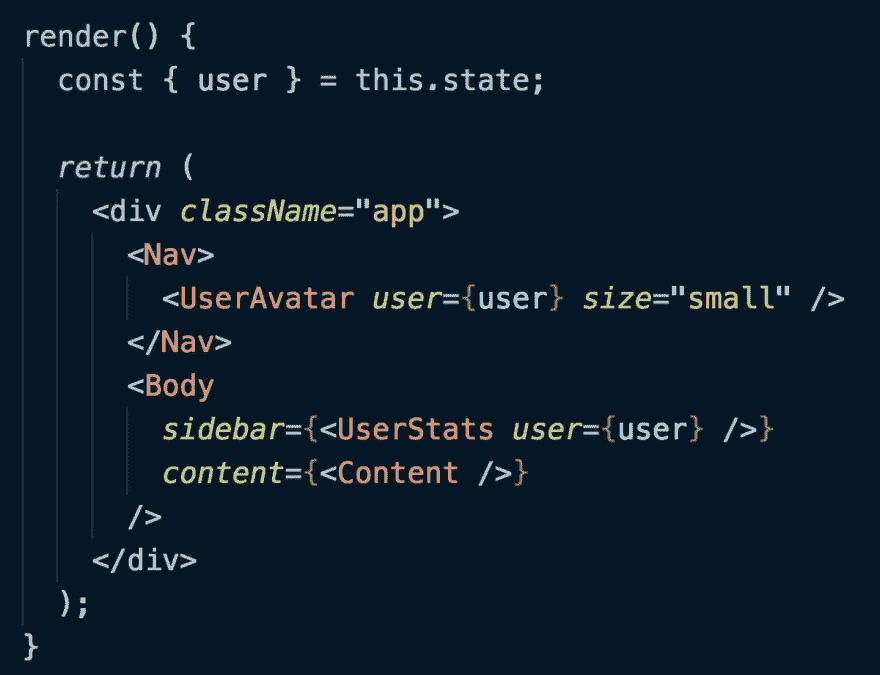 render() {
const { user } = this.state;
return (
<div className="app">
<Nav>
<UserAvatar user={user} size="small" />
</Nav>
<Body
sidebar={<UserStats user={user} />}
content={<Content />}
/>
</div>
);
}